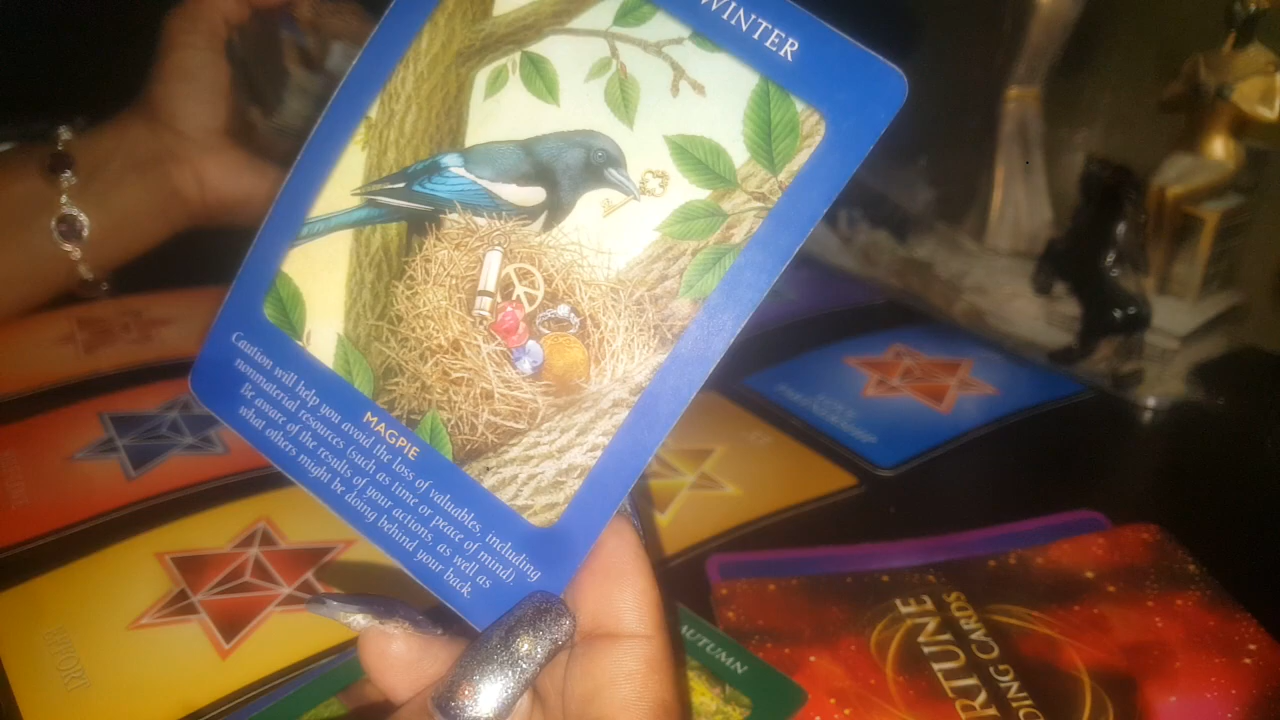 WINTER
MAGPIE
Caution will help you avoid the loss of valuables, including
nonmaterial resources (such as time or peace of mind).
Be aware of the results of your actions, as well as
what others might be doing behind your back.
AUTUMN
RTUNE
DING CARDS